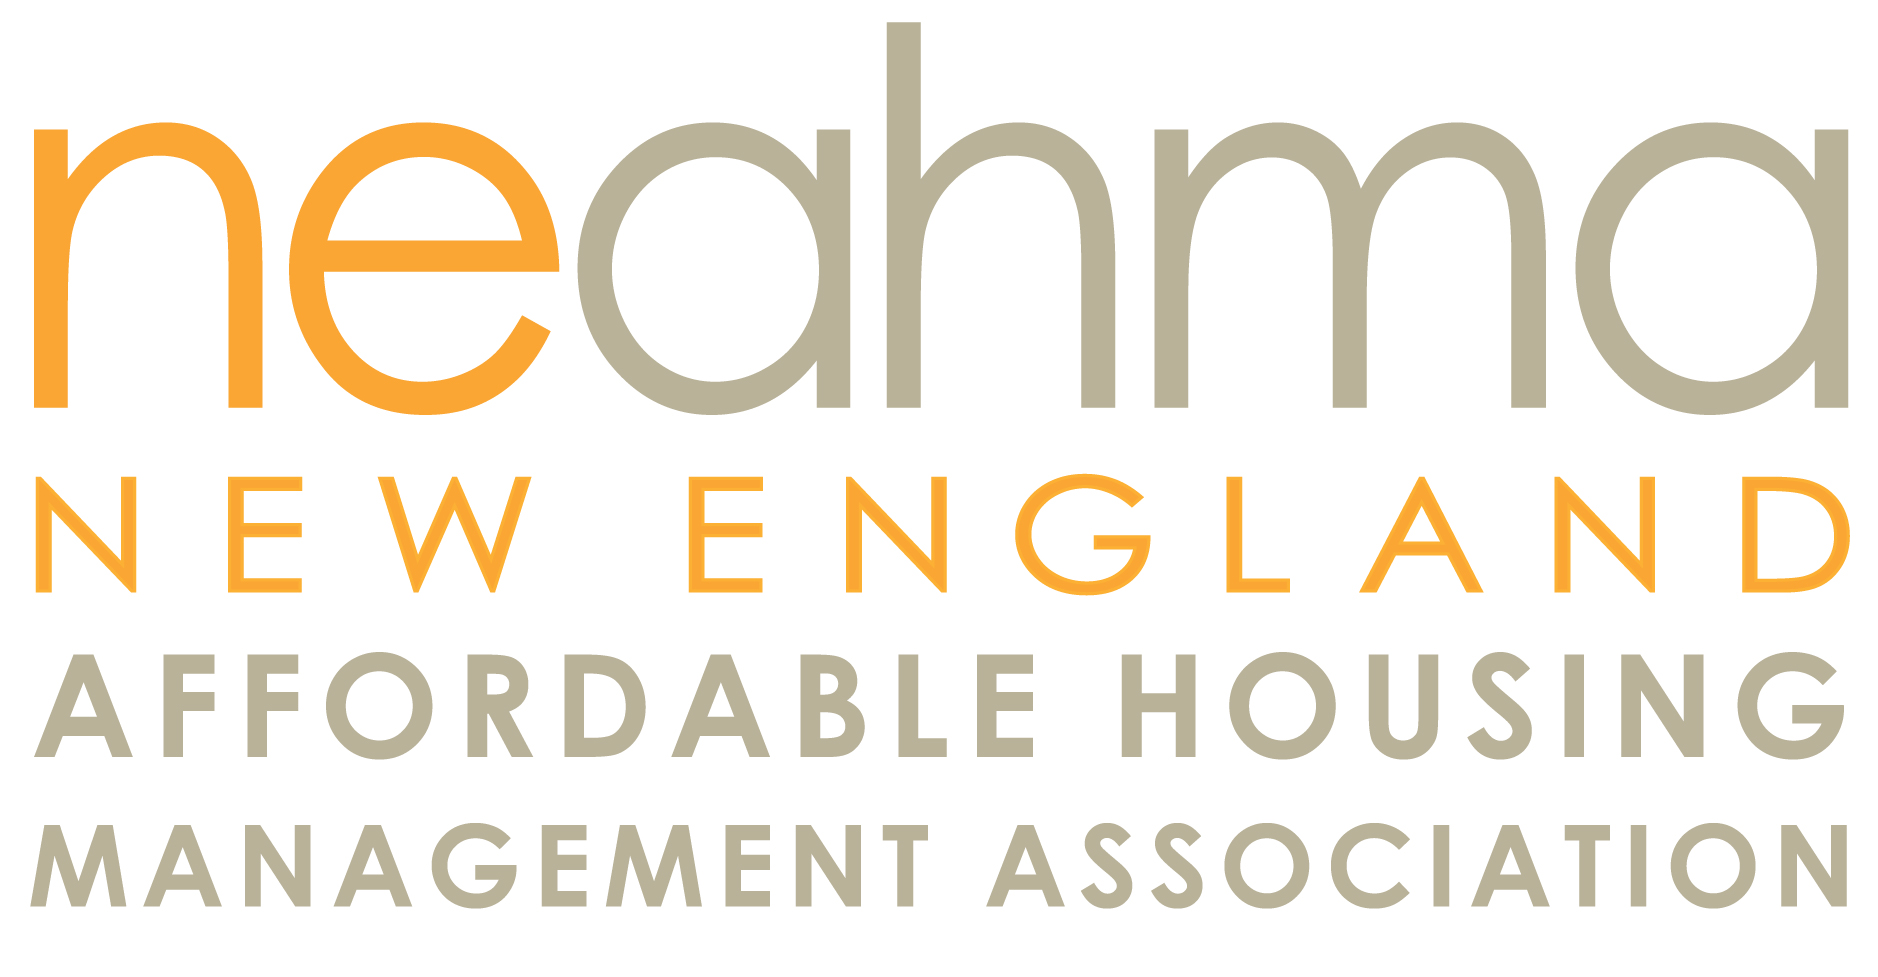 neahma
NEW ENGLAND
AFFORDABLE HOUSING
MANAGEMENT ASSOCIATION